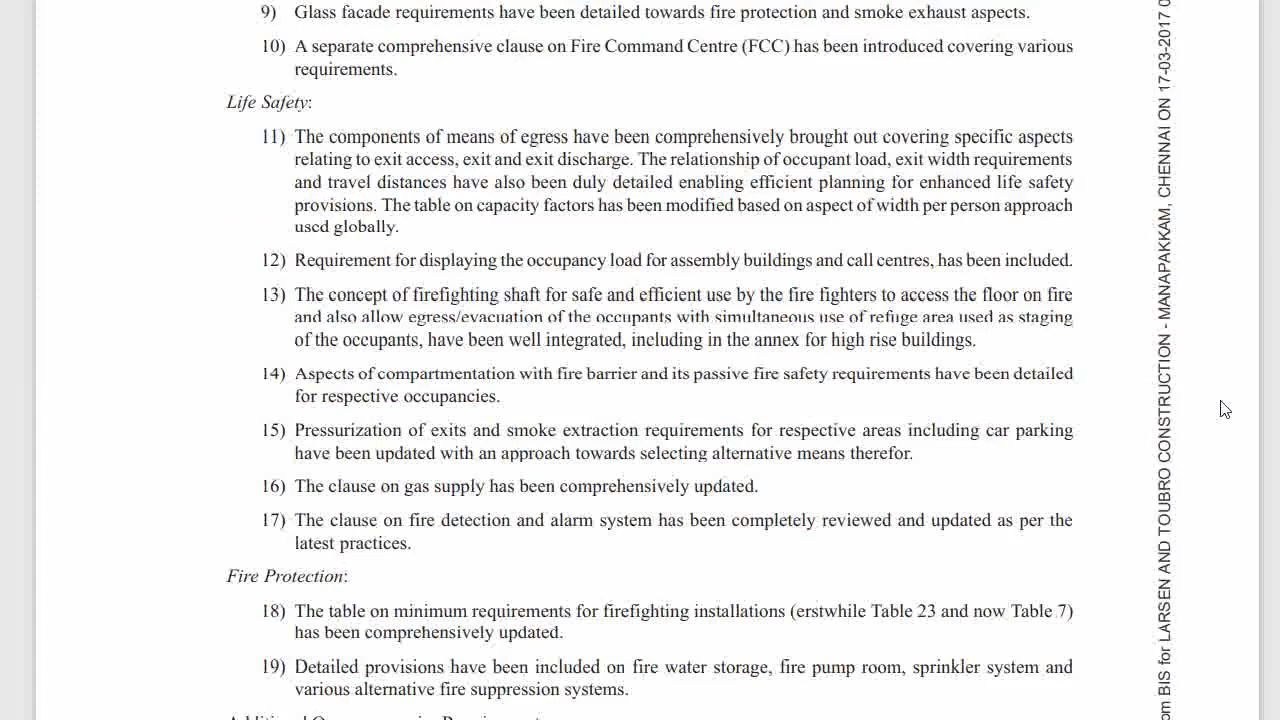 9) Glass facade requirements have been detailed towards fire protection and smoke exhaust aspects.
10) A separate comprehensive clause on Fire Command Centre (FCC) has been introduced covering various
requirements.
Life Safety:
11) The components of means of egress have been comprehensively brought out covering specific aspects
relating to exit access, exit and exit discharge. The relationship of occupant load, exit width requirements
and travel distances have also been duly detailed enabling efficient planning for enhanced life safety
provisions. The table on capacity factors has been modified based on aspect of width per person approach
used globally.
12) Requirement for displaying the occupancy load for assembly buildings and call centres, has been included.
13) The concept of firefighting shaft for safe and efficient use by the fire fighters to access the floor on fire
and also allow egress/evacuation of the occupants with simultaneous use of refuge area used as staging
of the occupants, have been well integrated, including in the annex for high rise buildings.
14) Aspects of compartmentation with fire barrier and its passive fire safety requirements have been detailed
for respective occupancies.
15) Pressurization of exits and smoke extraction requirements for respective areas including car parking
have been updated with an approach towards selecting alternative means therefor.
16) The clause on gas supply has been comprehensively updated.
17) The clause on fire detection and alarm system has been completely reviewed and updated as per the
latest practices.
Fire Protection:
18) The table on minimum requirements for firefighting installations (erstwhile Table 23 and now Table 7)
has been comprehensively updated.
19) Detailed provisions have been included on fire water storage, fire pump room, sprinkler system and
various alternative fire suppression systems.
BIS for LARSEN AND TOUBRO CONSTRUCTION - MANAPAKKAM, CHENNAI ON 17-03-2017